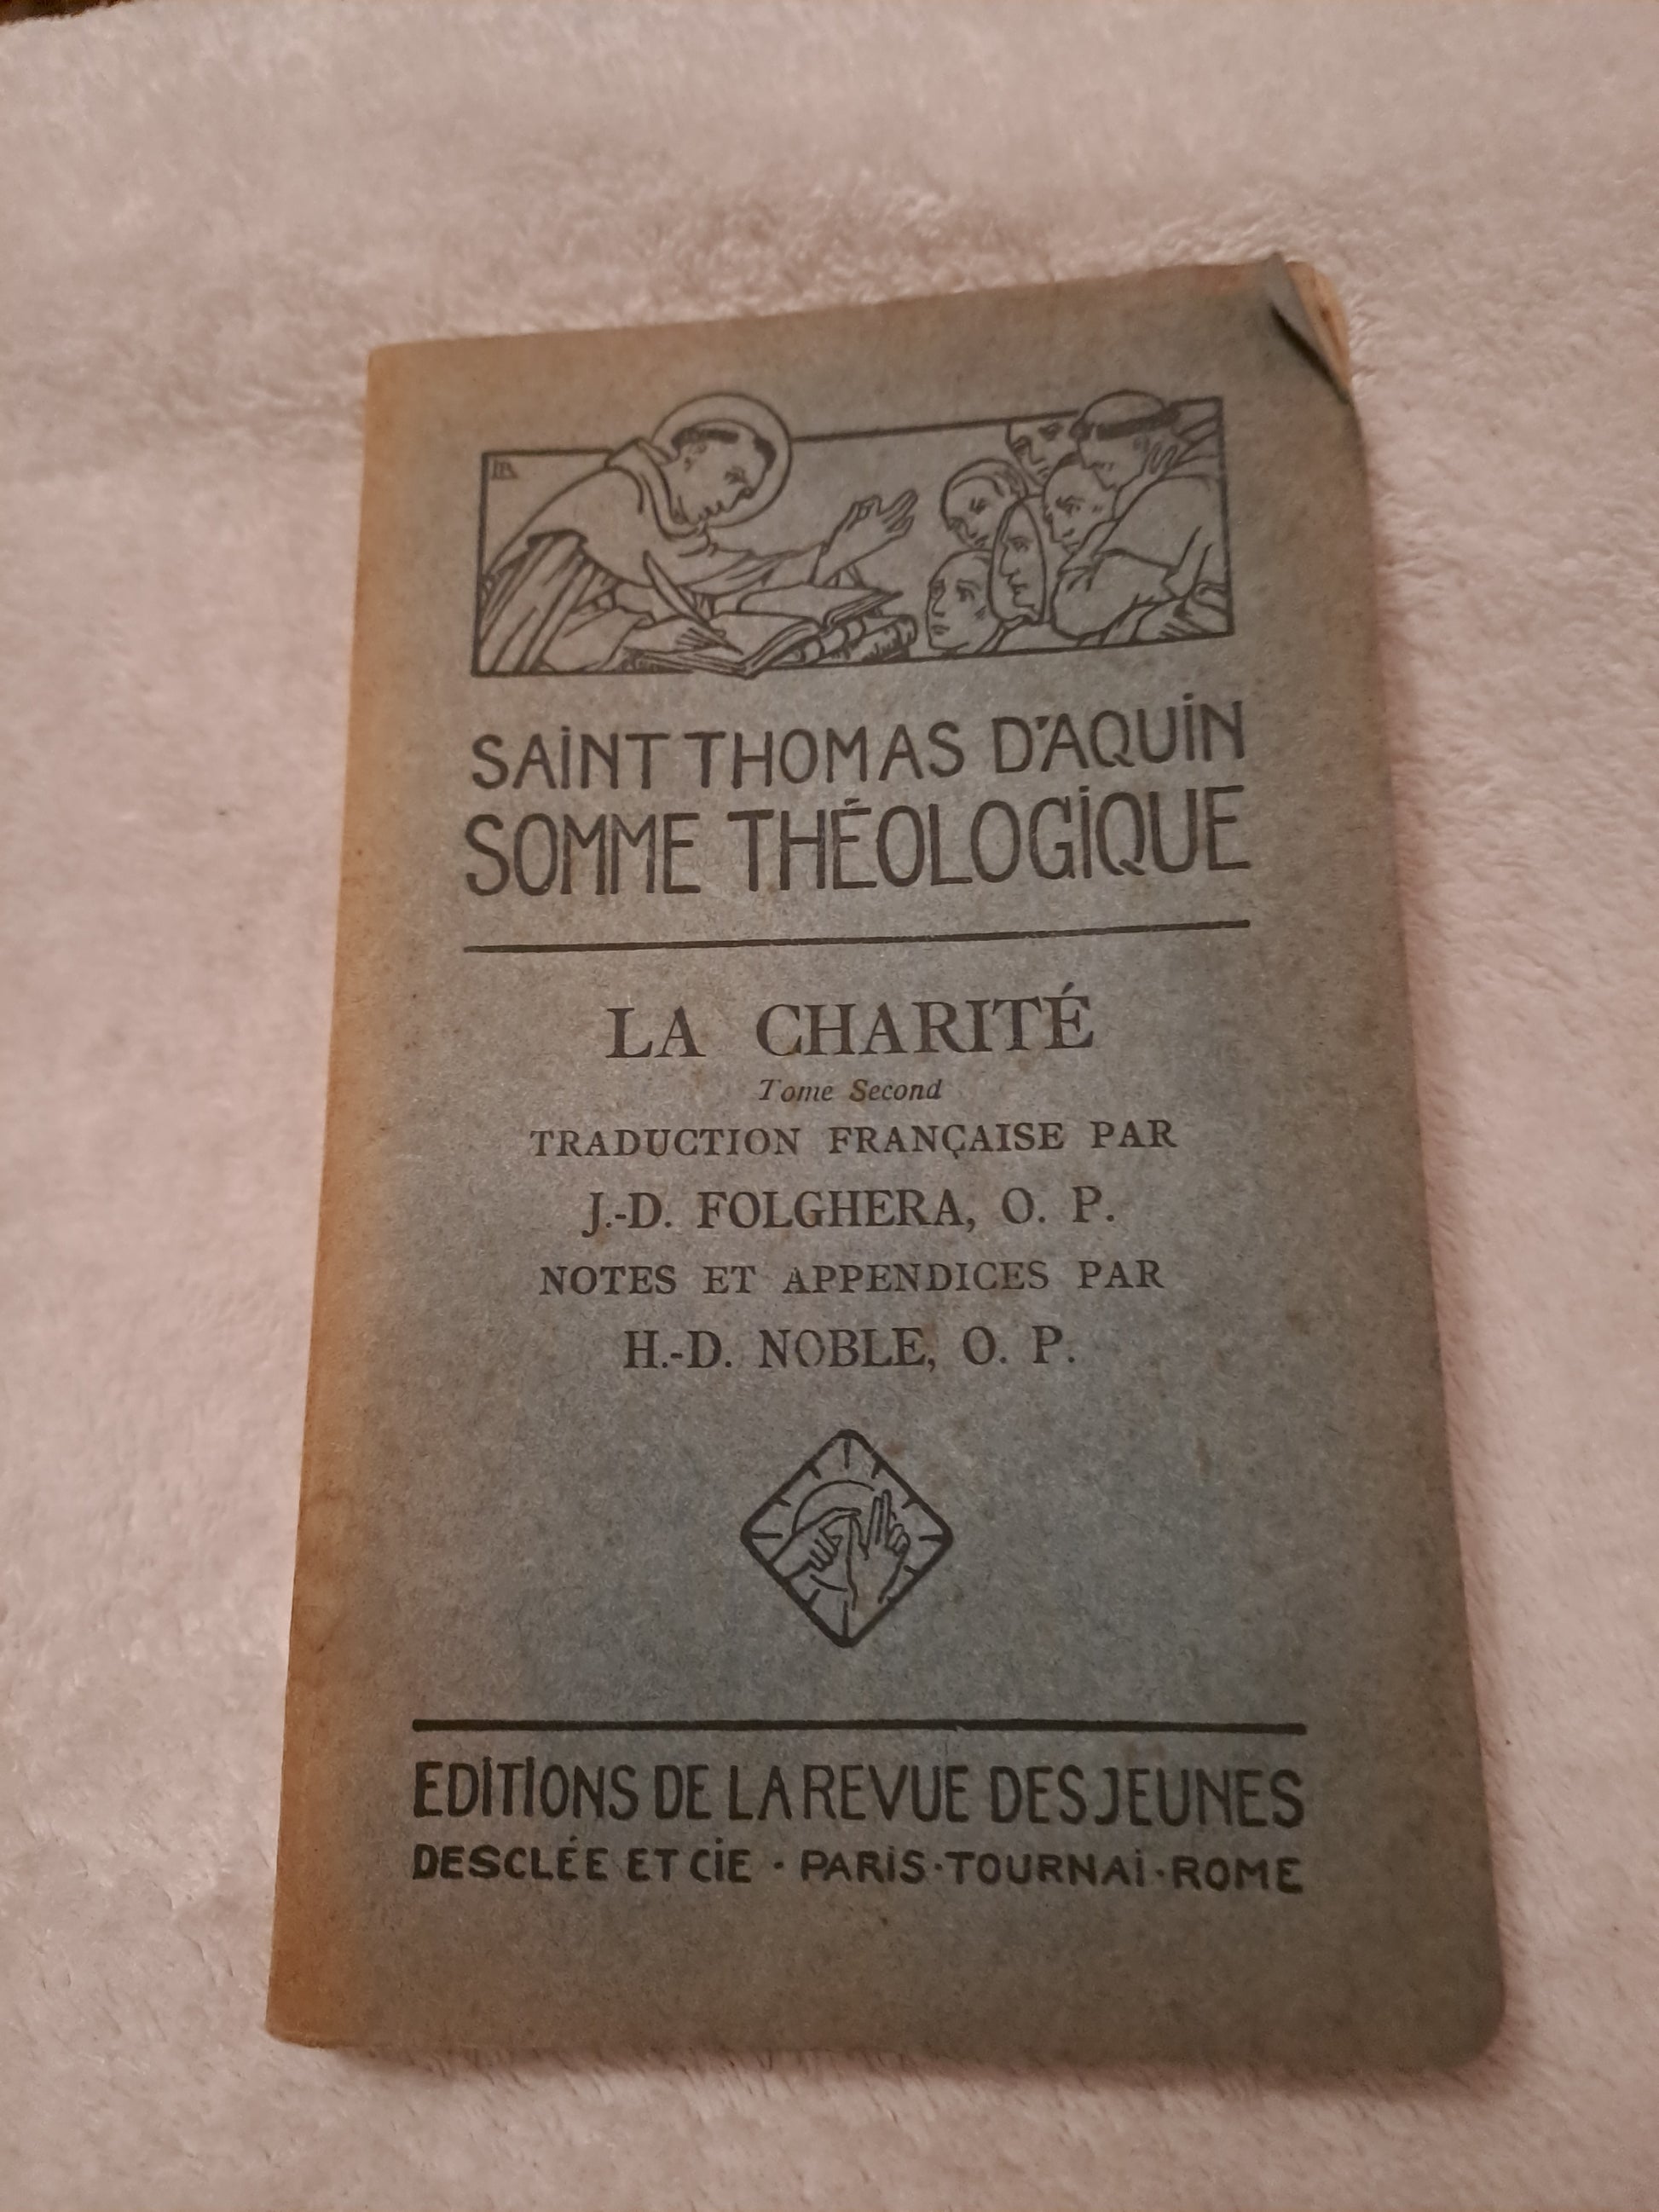 SAINT THOMAS D'AQUIN
SOMME THÉOLOGIQUE
LA CHARITÉ
Tome Second
TRADUCTION FRANÇAISE PAR
J.-D. FOLGHERA, O. P.
NOTES ET APPENDICES PAR
H.-D. NOBLE, O. P.
EDITIONS DE LA REVUE DES JEUNES
DESCLÉE ET CIE · PARIS · TOURNAI · ROME